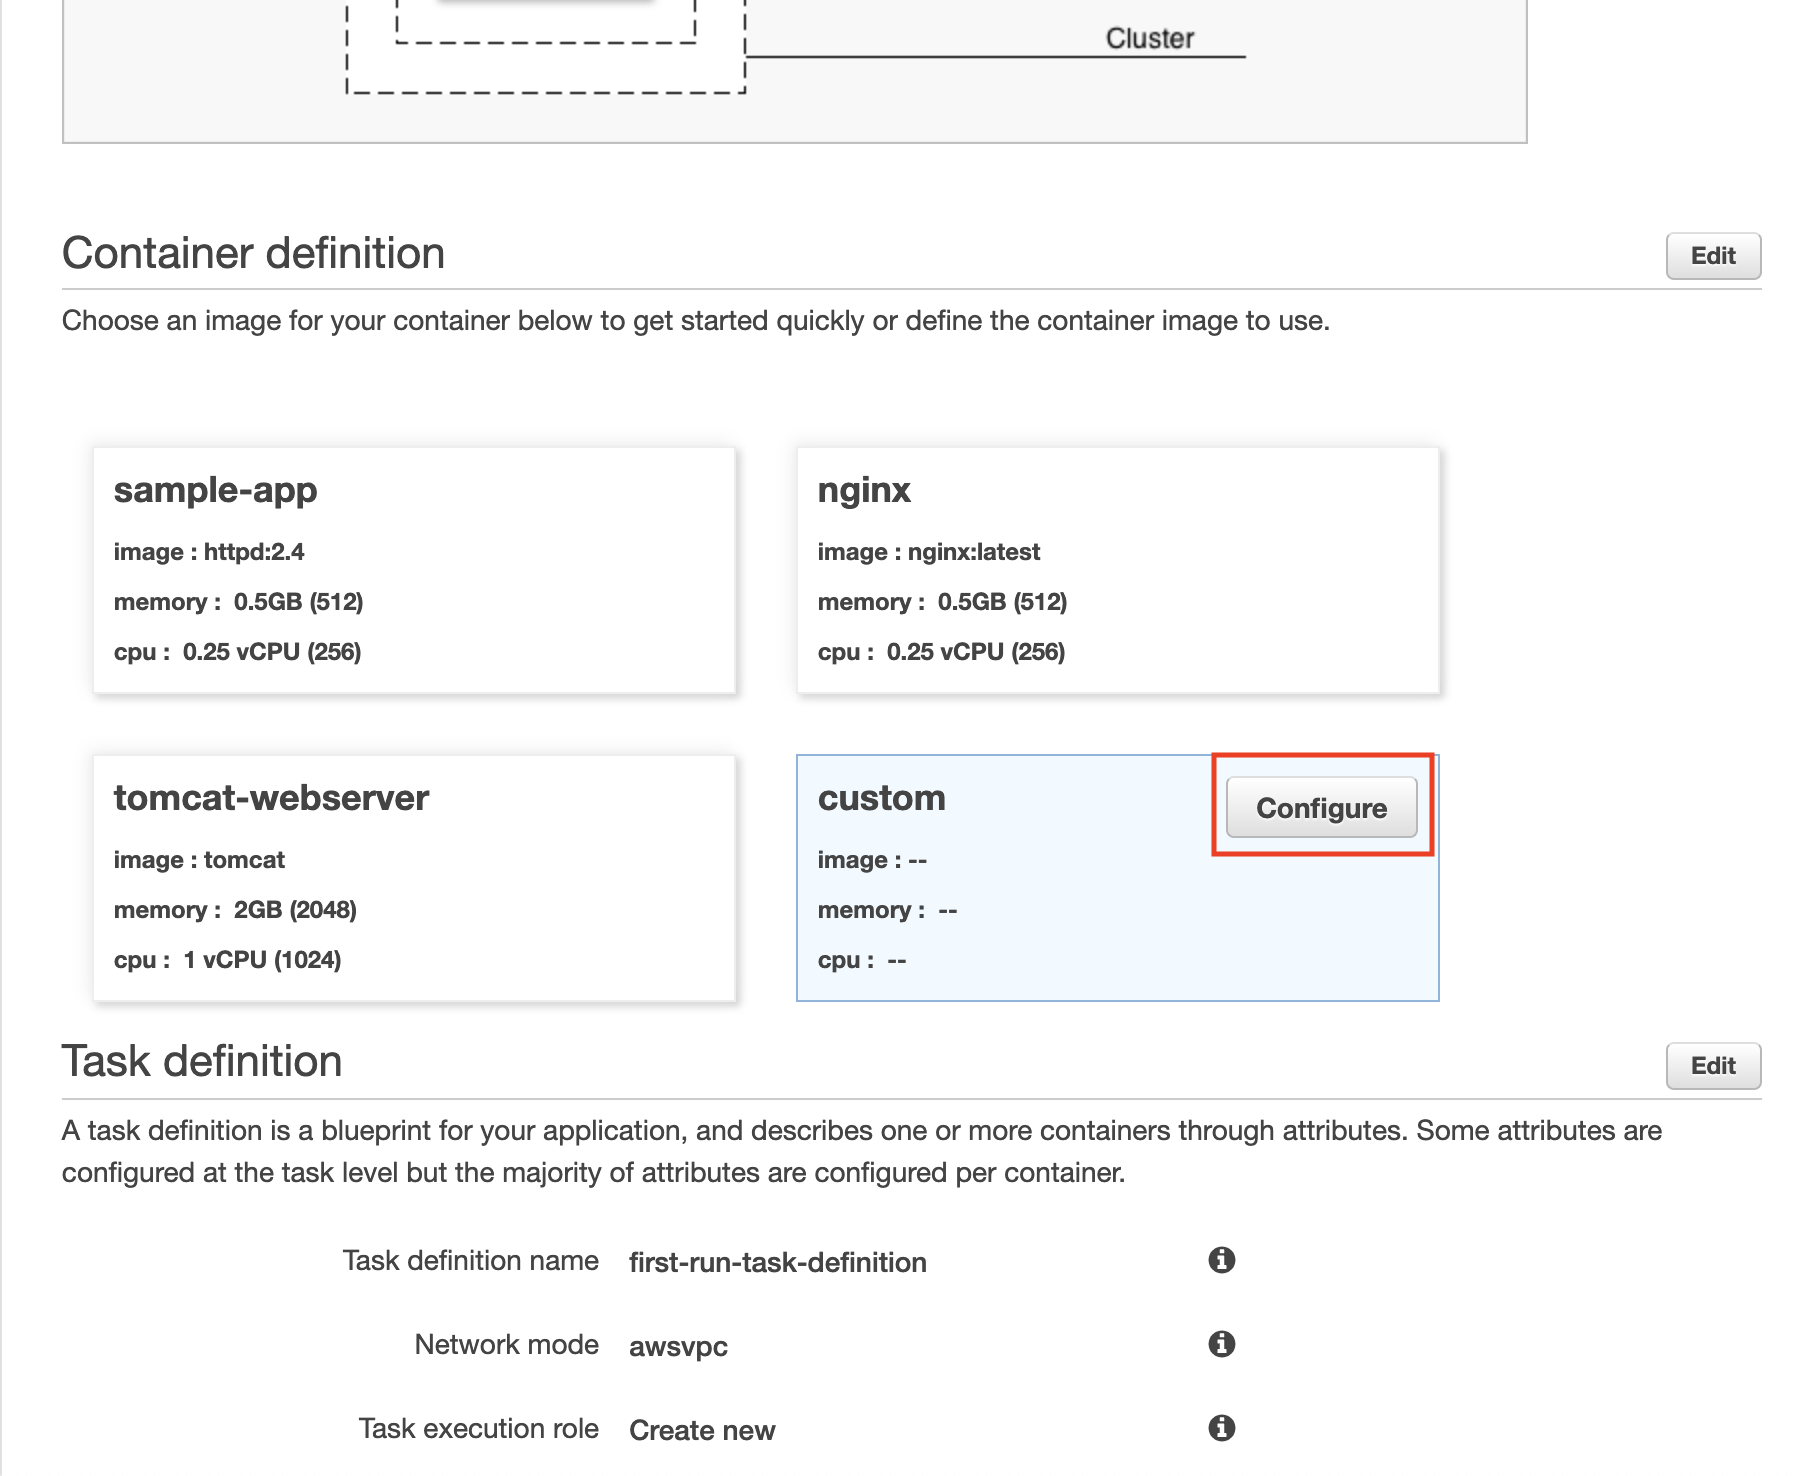 Cluster
Container definition
Edit
Choose an image for your container below to get started quickly or define the container image to use.
sample-app
image : httpd:2.4
memory : 0.5GB (512)
cpu : 0.25 vCPU (256)
nginx
image : nginx:latest
memory : 0.5GB (512)
cpu : 0.25 vCPU (256)
tomcat-webserver
image : tomcat
memory : 2GB (2048)
cpu : 1 vCPU (1024)
custom
Configure
image : --
memory : --
cpu : --
Task definition
Edit
A task definition is a blueprint for your application, and describes one or more containers through attributes. Some attributes are
configured at the task level but the majority of attributes are configured per container.
Task definition name first-run-task-definition
Network mode awsvpc
Task execution role Create new